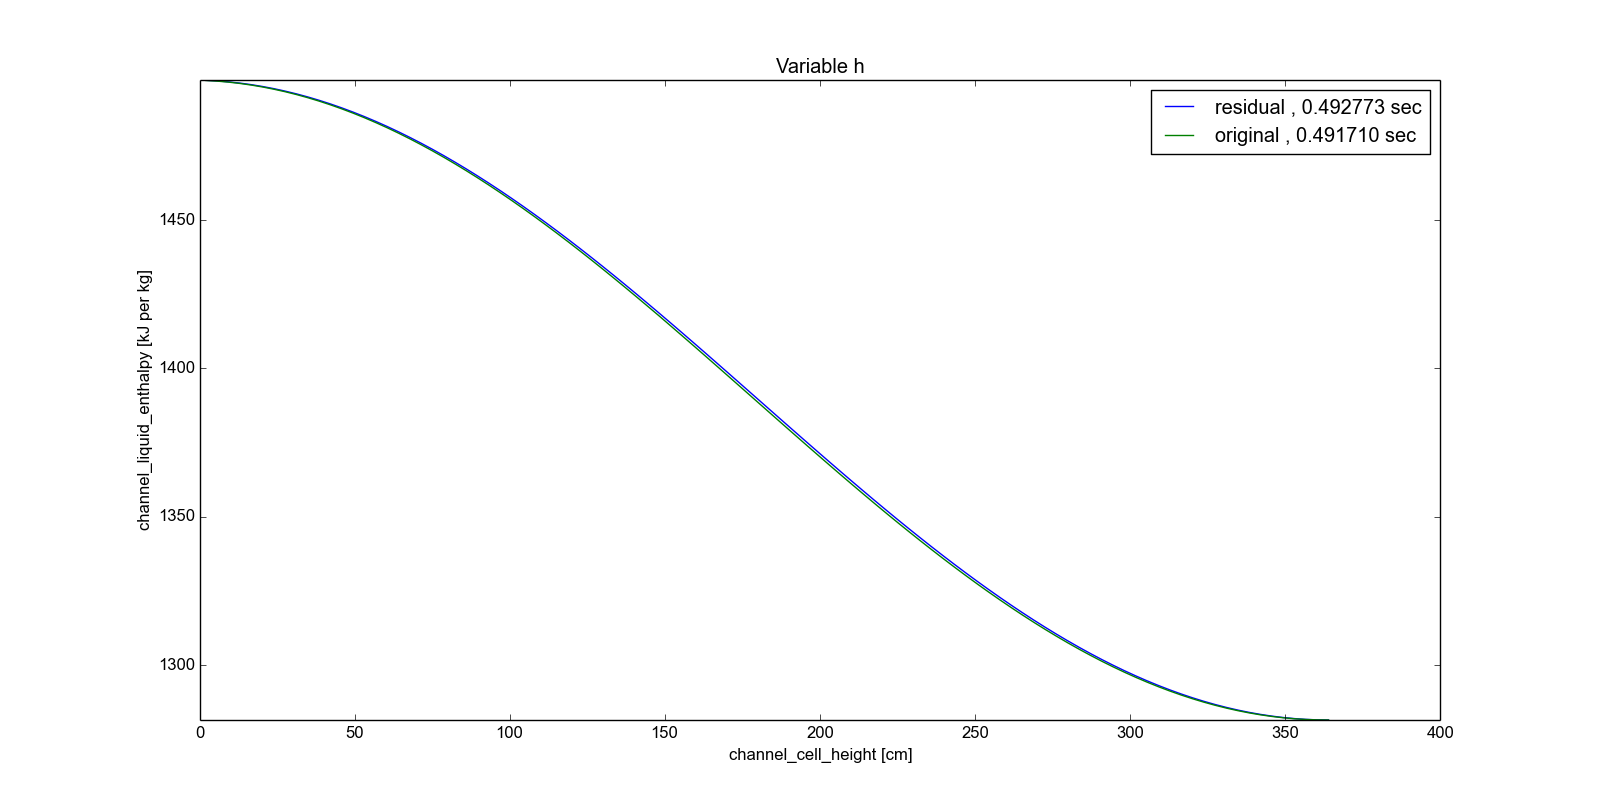 Variable h
residual , 0.492773 sec
original , 0.491710 sec
channel_liquid_enthalpy [kJ per kg]
1450
1400
1350
1300
0 50 100 150 200 250 300 350 400
channel_cell_height [cm]